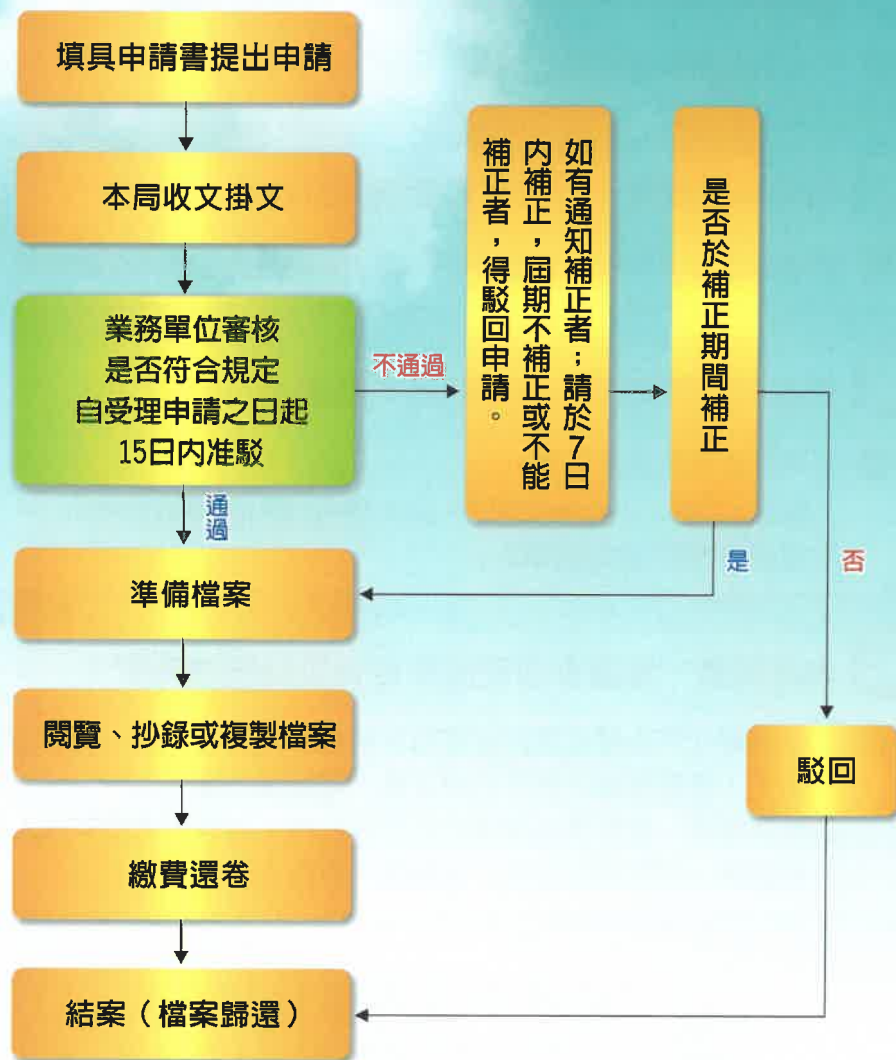 填具申請書提出申請
本局收文掛文
業務單位審核
是否符合規定
自受理申請之日起
15日內准駁
不通過
如有通知補正者；請於7日
內補正，屆期不補正或不能
補正者，得駁回申請。
是否於補正期間補正
通過
是
否
準備檔案
閱覽、抄錄或複製檔案
駁回
繳費還卷
結案（檔案歸還）